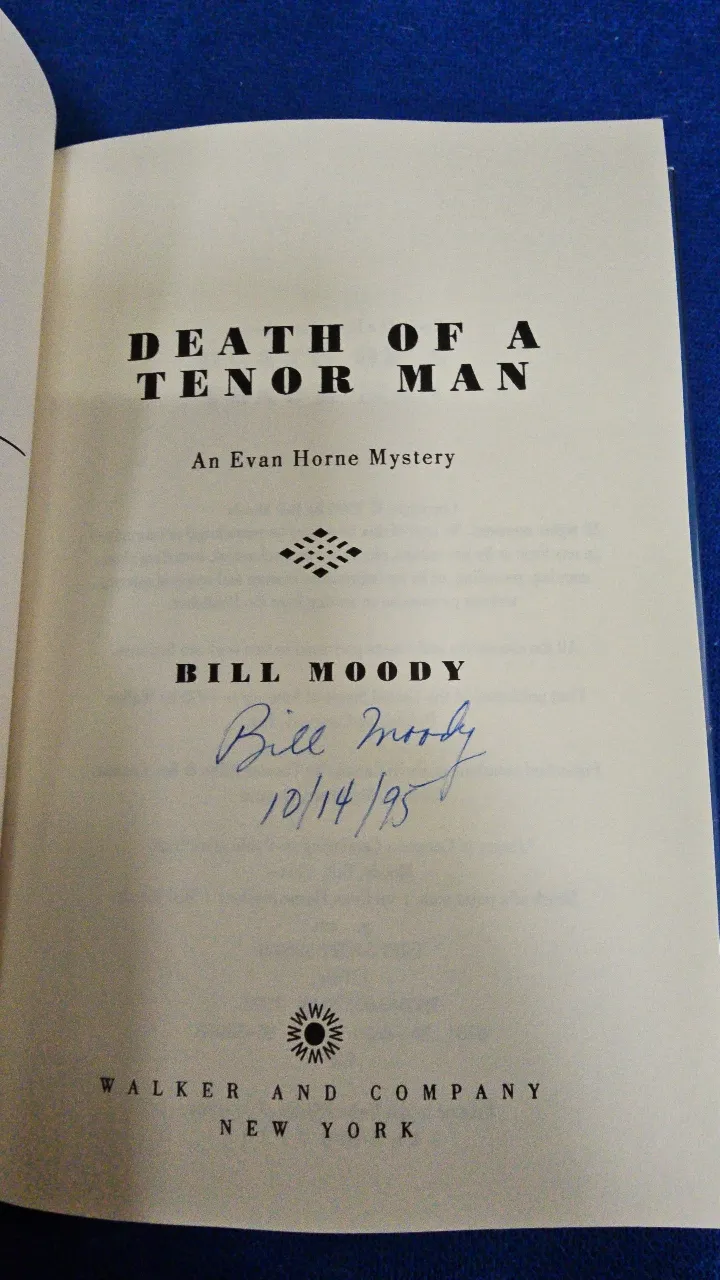 DEATH OF A
TENOR MAN
An Evan Horne Mystery
BILL MOODY
Bill Moody
10/14/95
WALKER AND COMPANY
NEW YORK